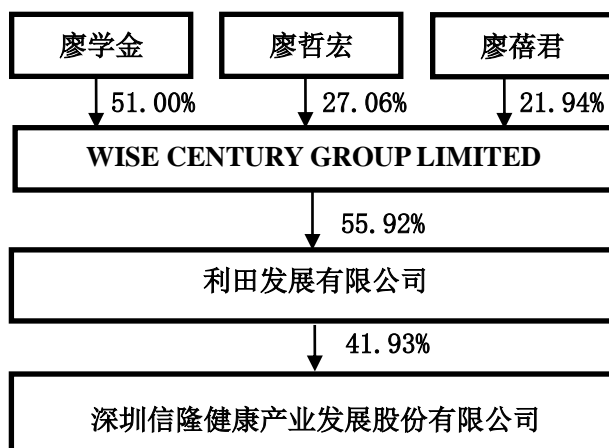 廖学金 廖哲宏 廖蓓君
51.00% 27.06% 21.94%
WISE CENTURY GROUP LIMITED
55.92%
利田发展有限公司
41.93%
深圳信隆健康产业发展股份有限公司